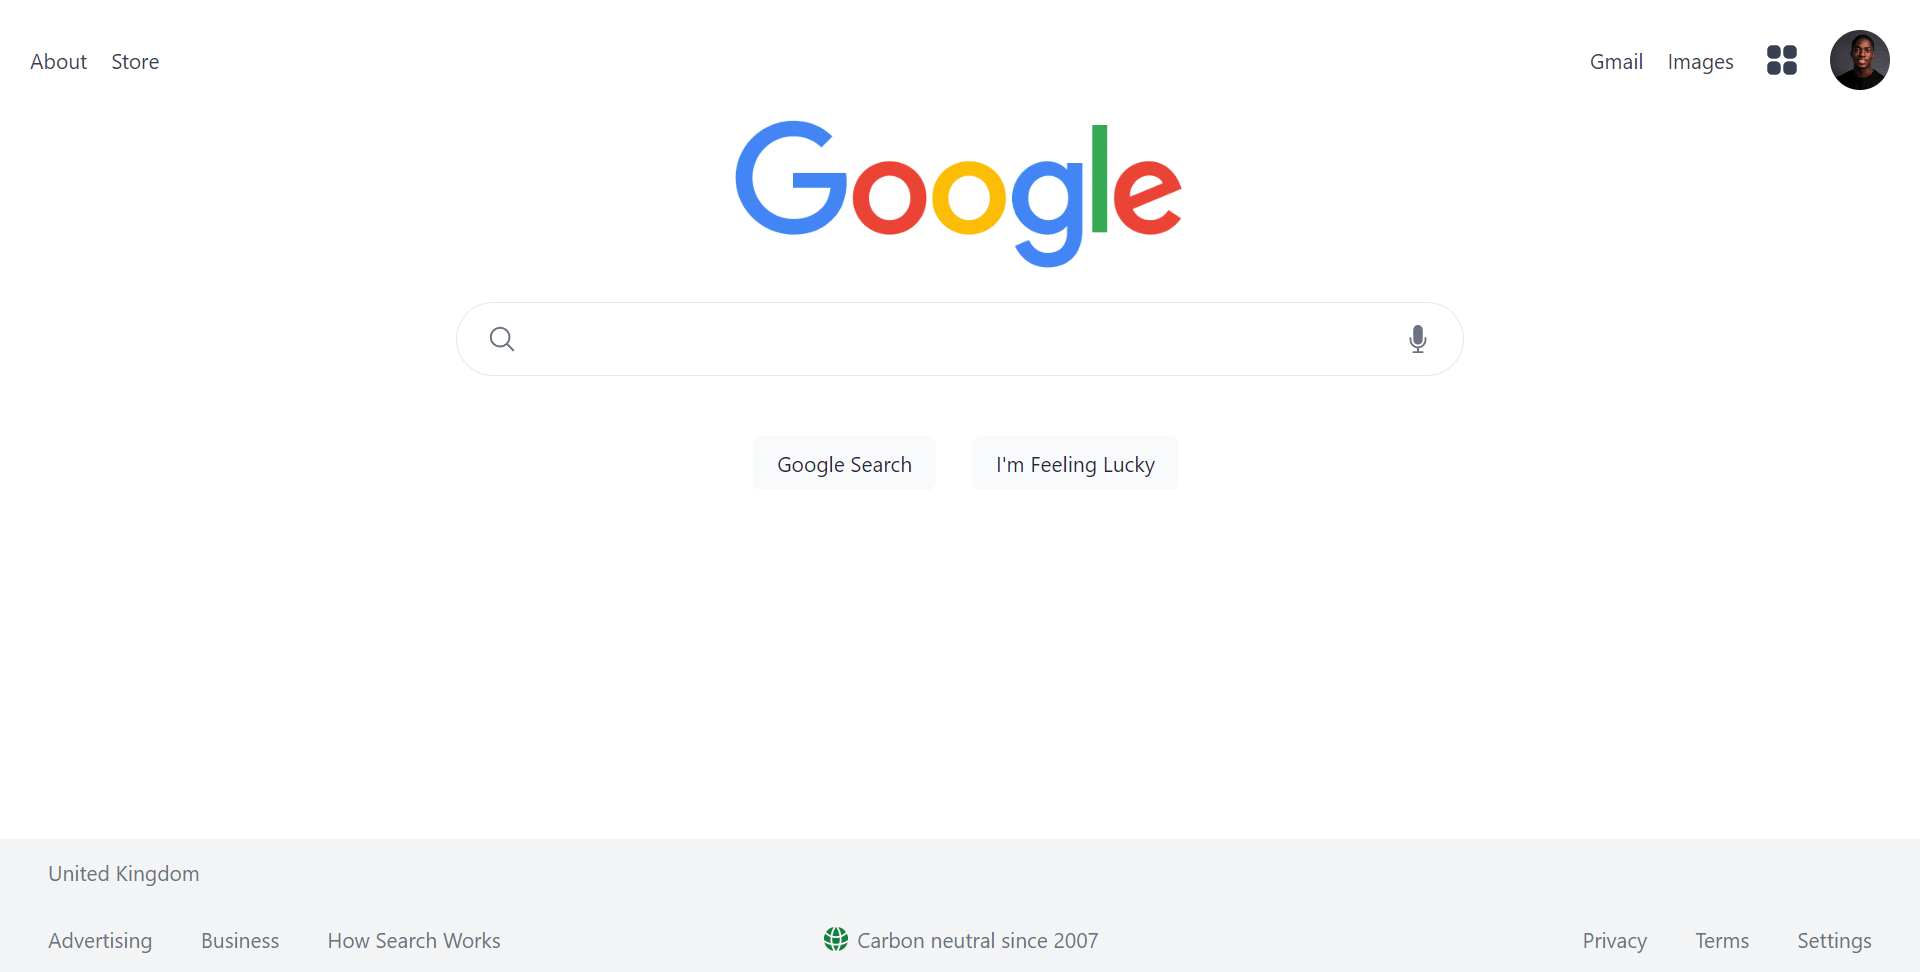 About Store
Gmail Images
Google
Google Search
I'm Feeling Lucky
United Kingdom
Advertising Business How Search Works
Carbon neutral since 2007
Privacy Terms Settings